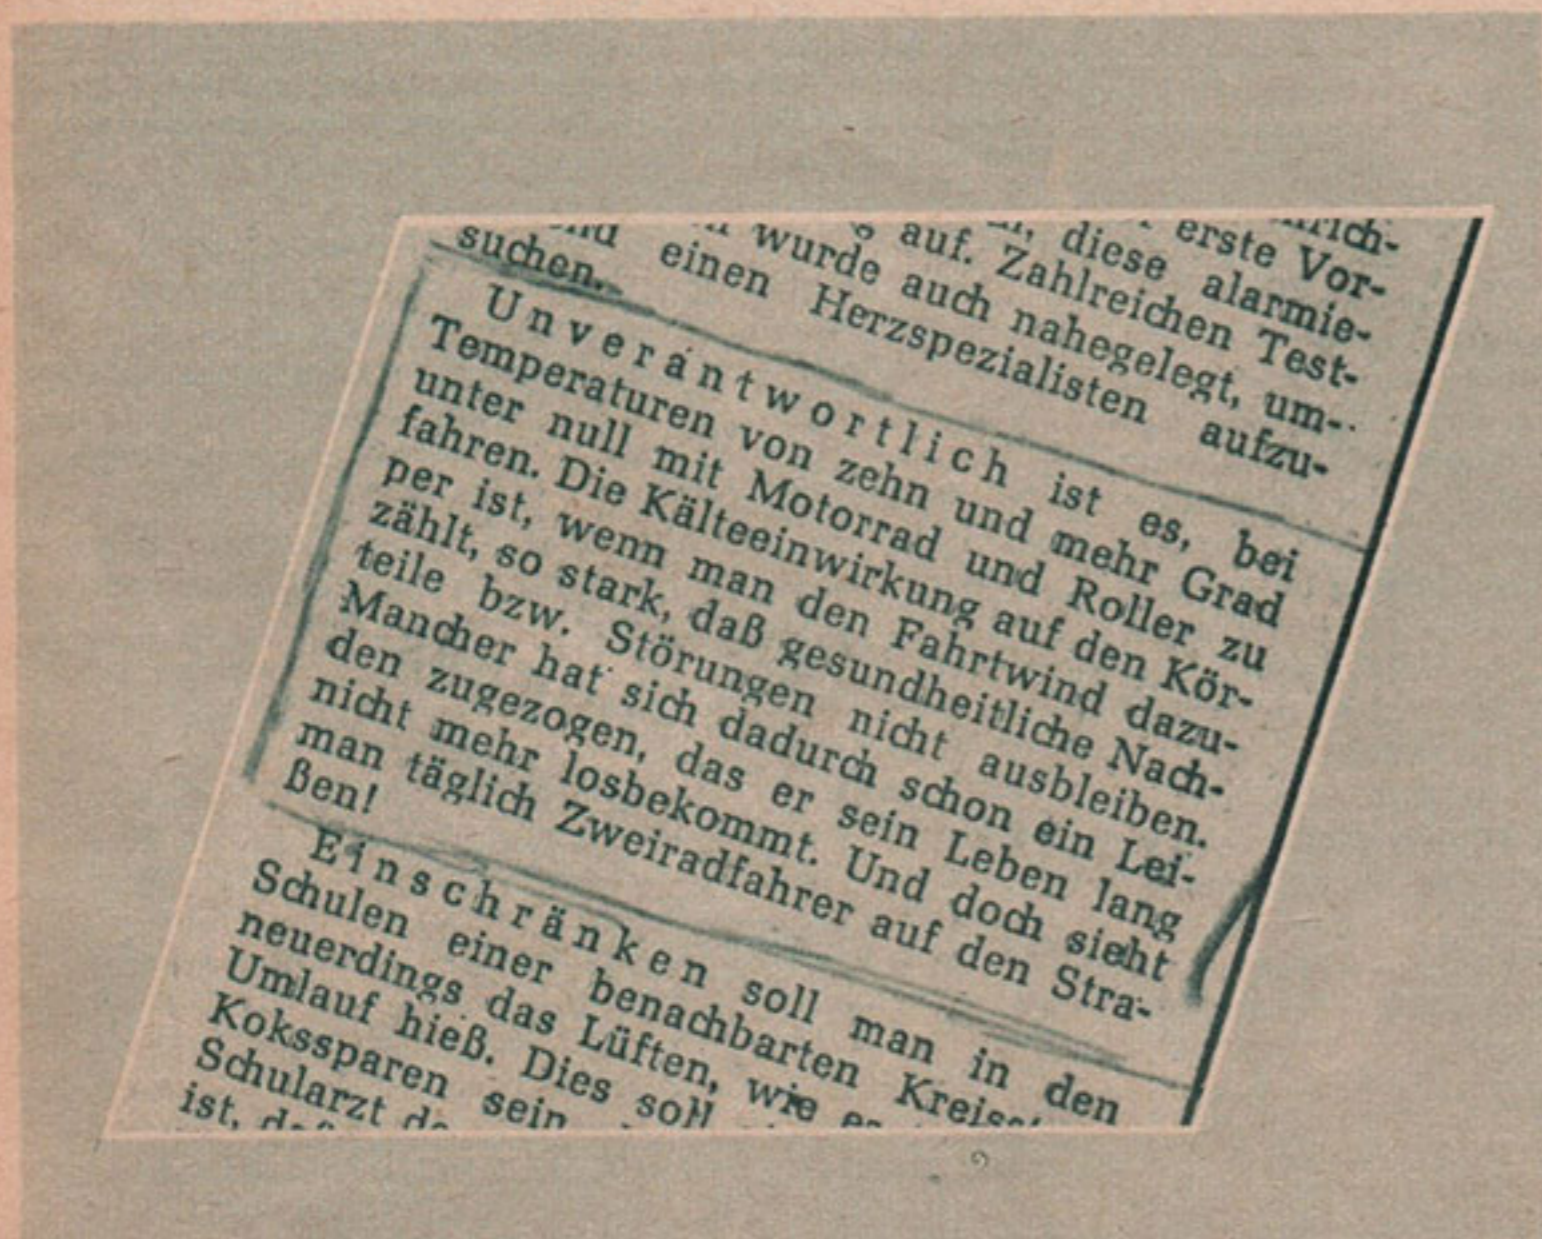 erste Vor-
diese alarmie-
auf. Zahlreichen Test-
wurde auch nahegelegt, um-
einen Herzspezialisten aufzu-
suchen.
Unverantwortlich ist es, bei
Temperaturen von zehn und mehr Grad
unter null mit Motorrad und Roller zu
fahren. Die Kälteeinwirkung auf den Kör-
per ist, wenn man den Fahrtwind dazu-
zählt, so stark, daß gesundheitliche Nach-
teile bzw. Störungen nicht ausbleiben.
Mancher hat sich dadurch schon ein Lei-
den zugezogen, das er sein Leben lang
nicht mehr losbekommt. Und doch sieht
man täglich Zweiradfahrer auf den Stra-
ßen!
Einschränken soll man in den
Schulen einer benachbarten
neuerdings das Lüften, wie
Umlauf hieß. Dies soll
Kokssparen sein
Schularzt
ist,